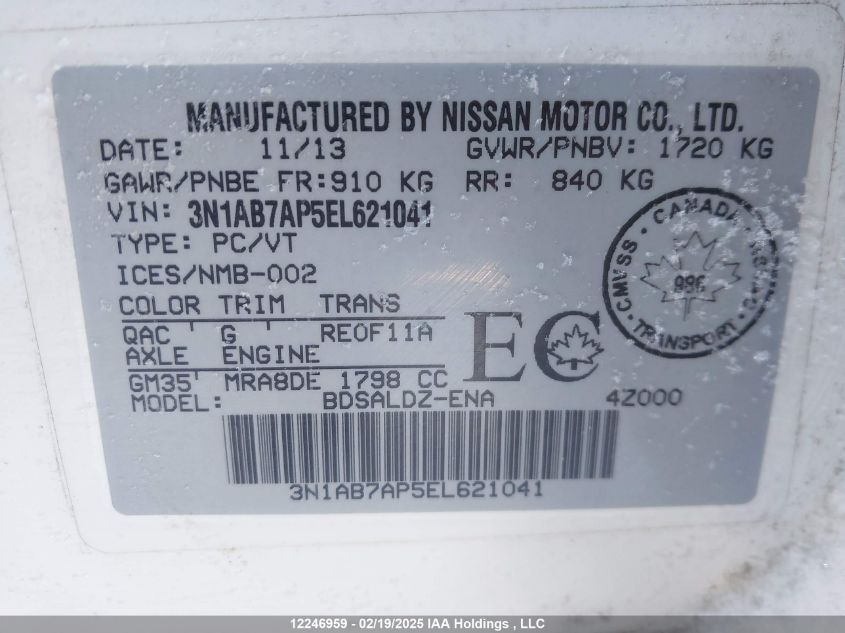 MANUFACTURED BY NISSAN MOTOR CO., LTD.
DATE: 11/13 GVWR/PNBV: 1720 KG
GAWR/PNBE FR:910 KG RR: 840 KG
VIN: 3N1AB7AP5EL621041
TYPE: PC/VT
ICES/NMB-002
COLOR TRIM TRANS
QAC G RE0F11A
AXLE ENGINE
GM35 MRA8DE 1798 CC
MODEL: BDSALDZ-ENA 4Z000
EC
CANADA
CMVSS
996
TRANSPORT
3N1AB7AP5EL621041
12246959 - 02/19/2025 IAA Holdings , LLC